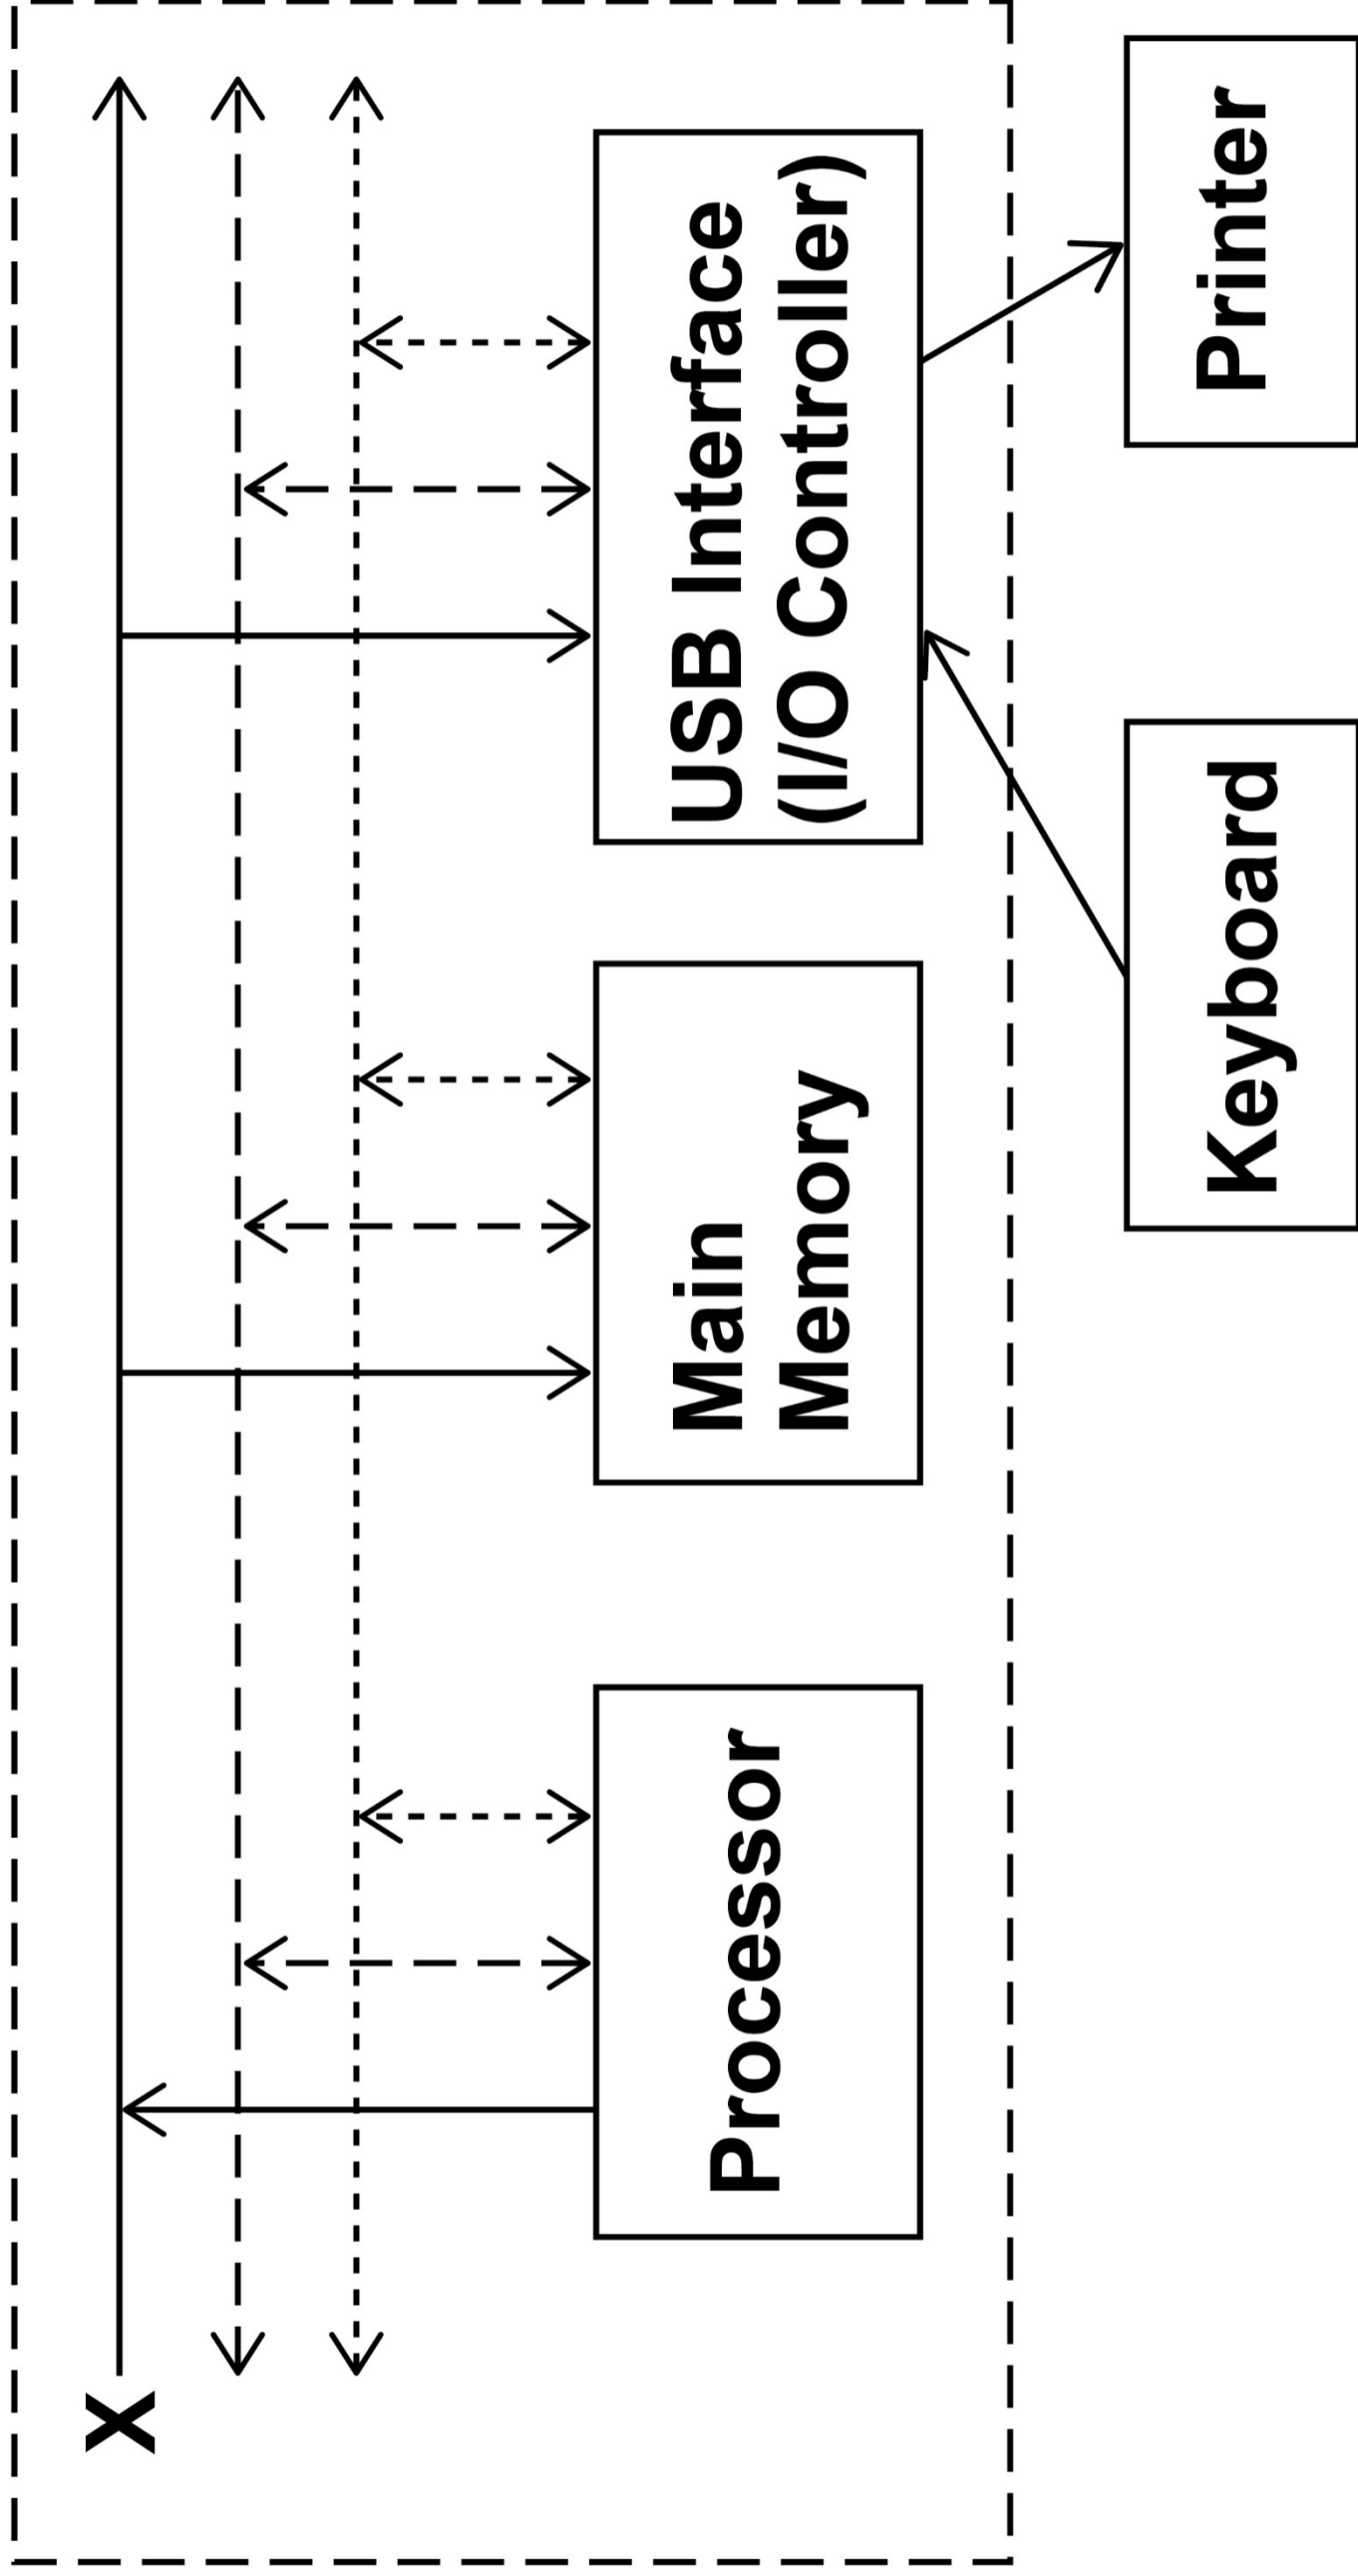 X
Processor
Main
Memory
USB Interface
(I/O Controller)
Keyboard
Printer